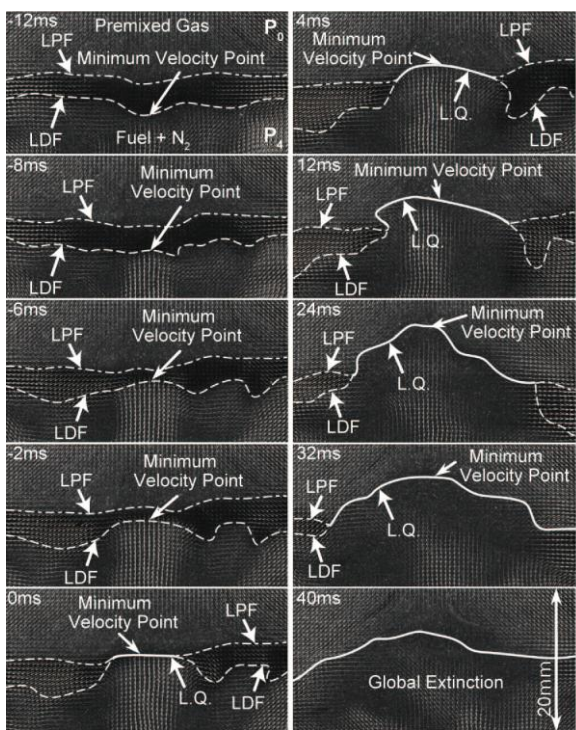 -12ms
Premixed Gas
P0
LPF
Minimum Velocity Point
LDF
Fuel + N2
P4
-8ms
LPF
Minimum
Velocity Point
LDF
-6ms
LPF
Minimum
Velocity Point
LDF
-2ms
LPF
Minimum
Velocity Point
LDF
0ms
Minimum
Velocity Point
LPF
L.Q.
LDF
4ms
Minimum
Velocity Point
LPF
L.Q.
LDF
12ms
Minimum Velocity Point
LPF
L.Q.
LDF
24ms
Minimum
Velocity Point
LPF
L.Q.
LDF
32ms
Minimum
Velocity Point
LPF
L.Q.
LDF
40ms
Global Extinction
20mm